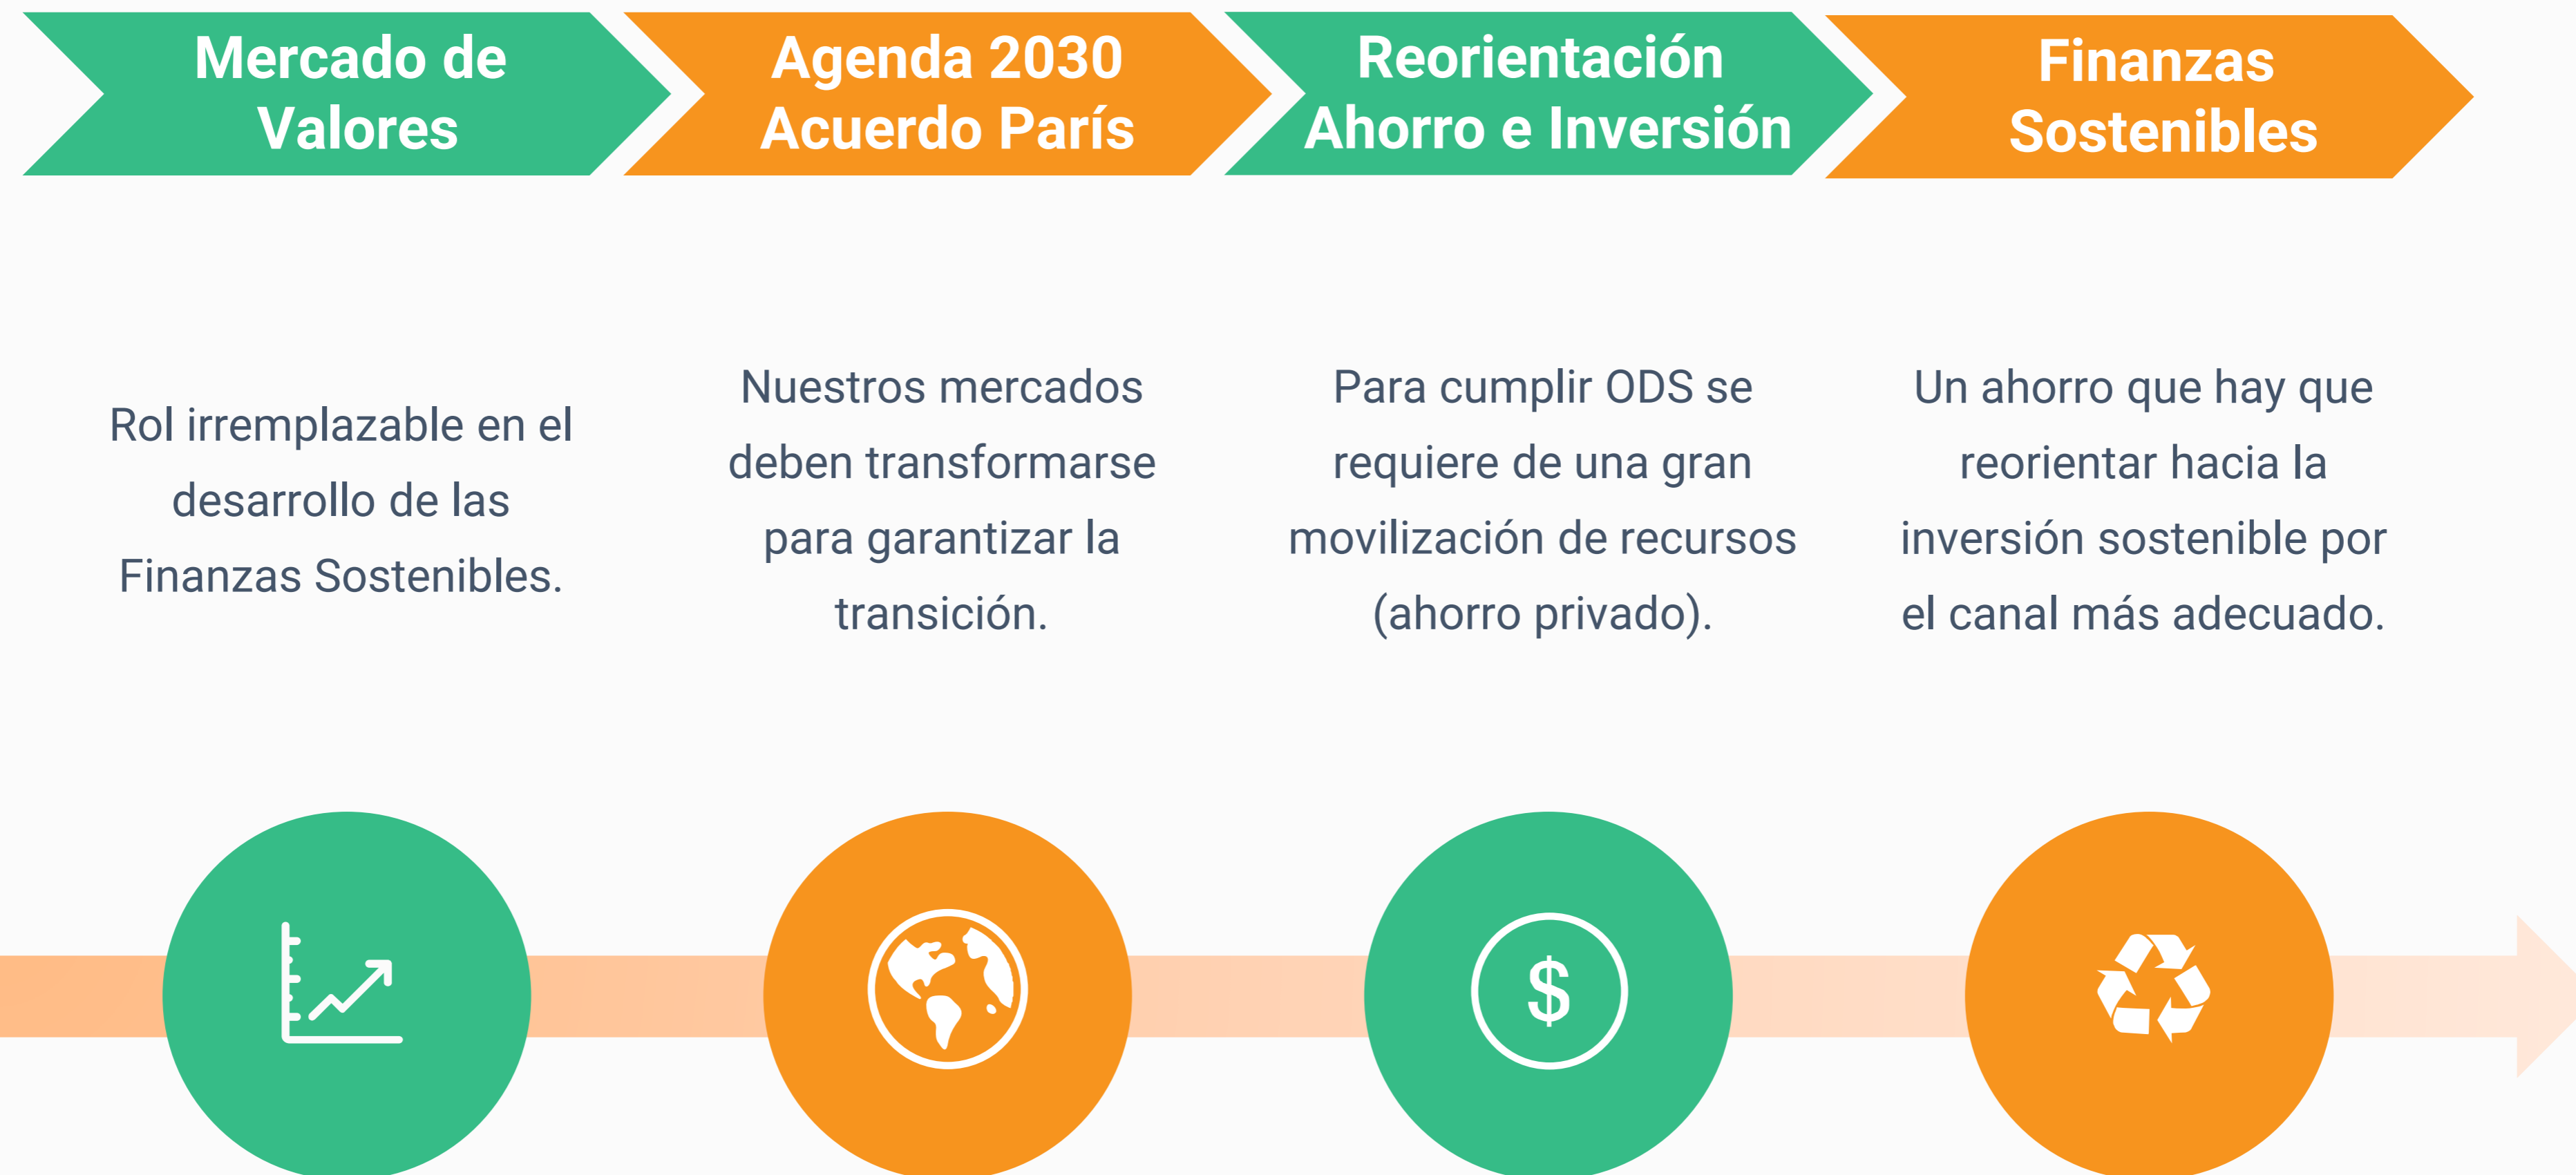 Mercado de
Valores
Agenda 2030
Acuerdo París
Reorientación
Ahorro e Inversión
Finanzas
Sostenibles
Rol irremplazable en el
desarrollo de las
Finanzas Sostenibles.
Nuestros mercados
deben transformarse
para garantizar la
transición.
Para cumplir ODS se
requiere de una gran
movilización de recursos
(ahorro privado).
Un ahorro que hay que
reorientar hacia la
inversión sostenible por
el canal más adecuado.
$